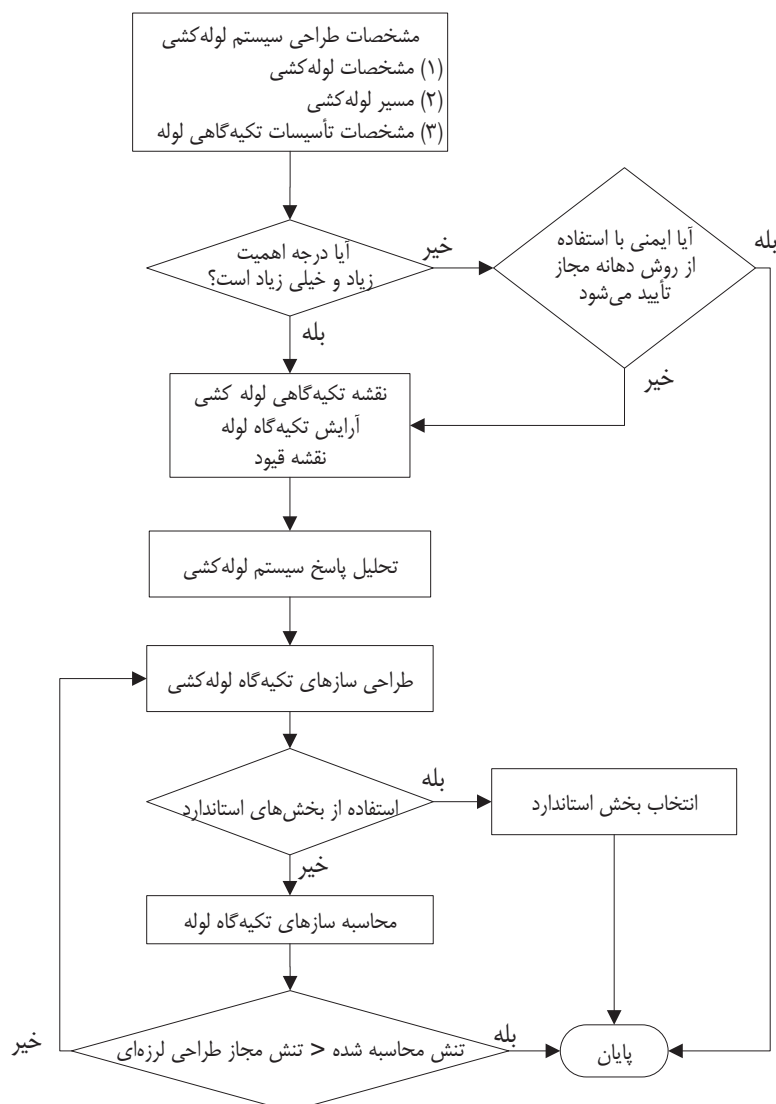 مشخصات طراحی سیستم لوله‌کشی
(۱) مشخصات لوله‌کشی
(۲) مسیر لوله‌کشی
(۳) مشخصات تأسیسات تکیه‌گاهی لوله
آیا درجه اهمیت
زیاد و خیلی زیاد است؟
خیر
آیا ایمنی با استفاده
از روش دهانه مجاز
تأیید می‌شود
بله
بله
خیر
نقشه تکیه‌گاهی لوله کشی
آرایش تکیه‌گاه لوله
نقشه قیود
تحلیل پاسخ سیستم لوله‌کشی
طراحی سازهای تکیه‌گاه لوله‌کشی
استفاده از بخش‌های استاندارد
بله
انتخاب بخش استاندارد
خیر
محاسبه سازهای تکیه‌گاه لوله
تنش محاسبه شده < تنش مجاز طراحی لرزه‌ای
خیر
بله
پایان